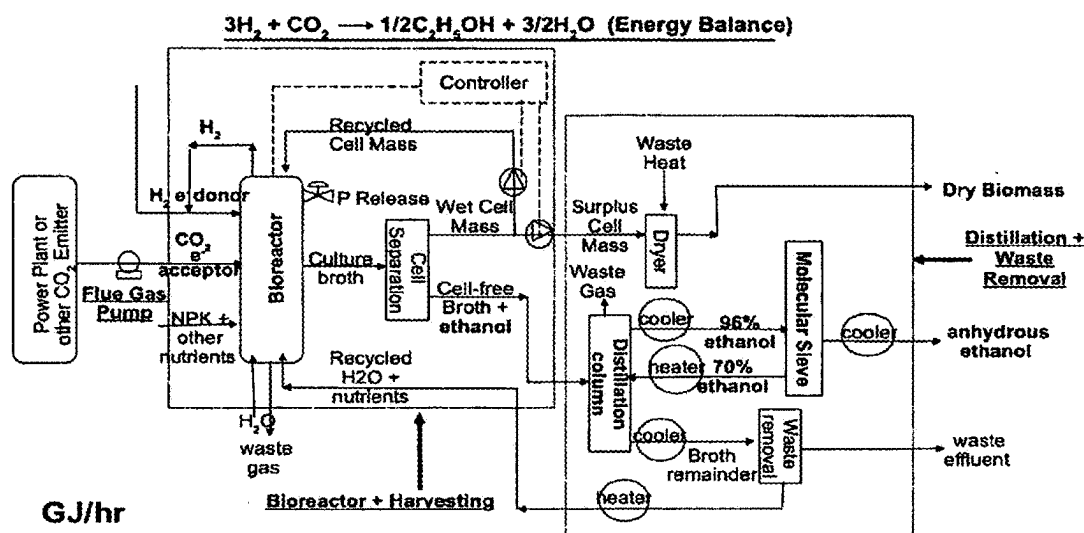 3H2 + CO2 → 1/2C2H5OH + 3/2H2O (Energy Balance)
Controller
H2
Recycled
Cell Mass
Waste
Heat
Power Plant or
other CO2 Emitter
H2 e- donor
P Release
Wet Cell
Mass
Surplus
Cell
Mass
Dryer
Dry Biomass
Distillation +
Waste
Removal
CO2
e-
acceptor
Bioreactor
Culture
broth
Cell
Separation
Waste
Gas
Flue Gas
Pump
Cell-free
Broth +
ethanol
cooler
96%
ethanol
Molecular Sieve
cooler
anhydrous
ethanol
NPK +
other
nutrients
Recycled
H2O +
nutrients
Distillation
column
heater
70%
ethanol
H2O
waste
gas
cooler
Broth
remainder
Waste
removal
waste
effluent
Bioreactor + Harvesting
heater
GJ/hr